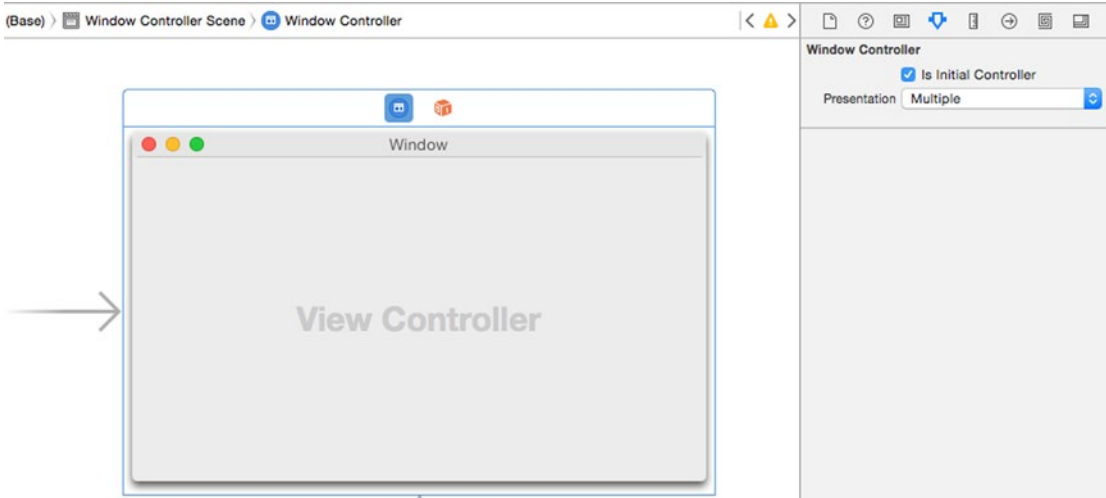 (Base) 〉 Window Controller Scene 〉 Window Controller
Window Controller
Is Initial Controller
Presentation Multiple
Window
View Controller